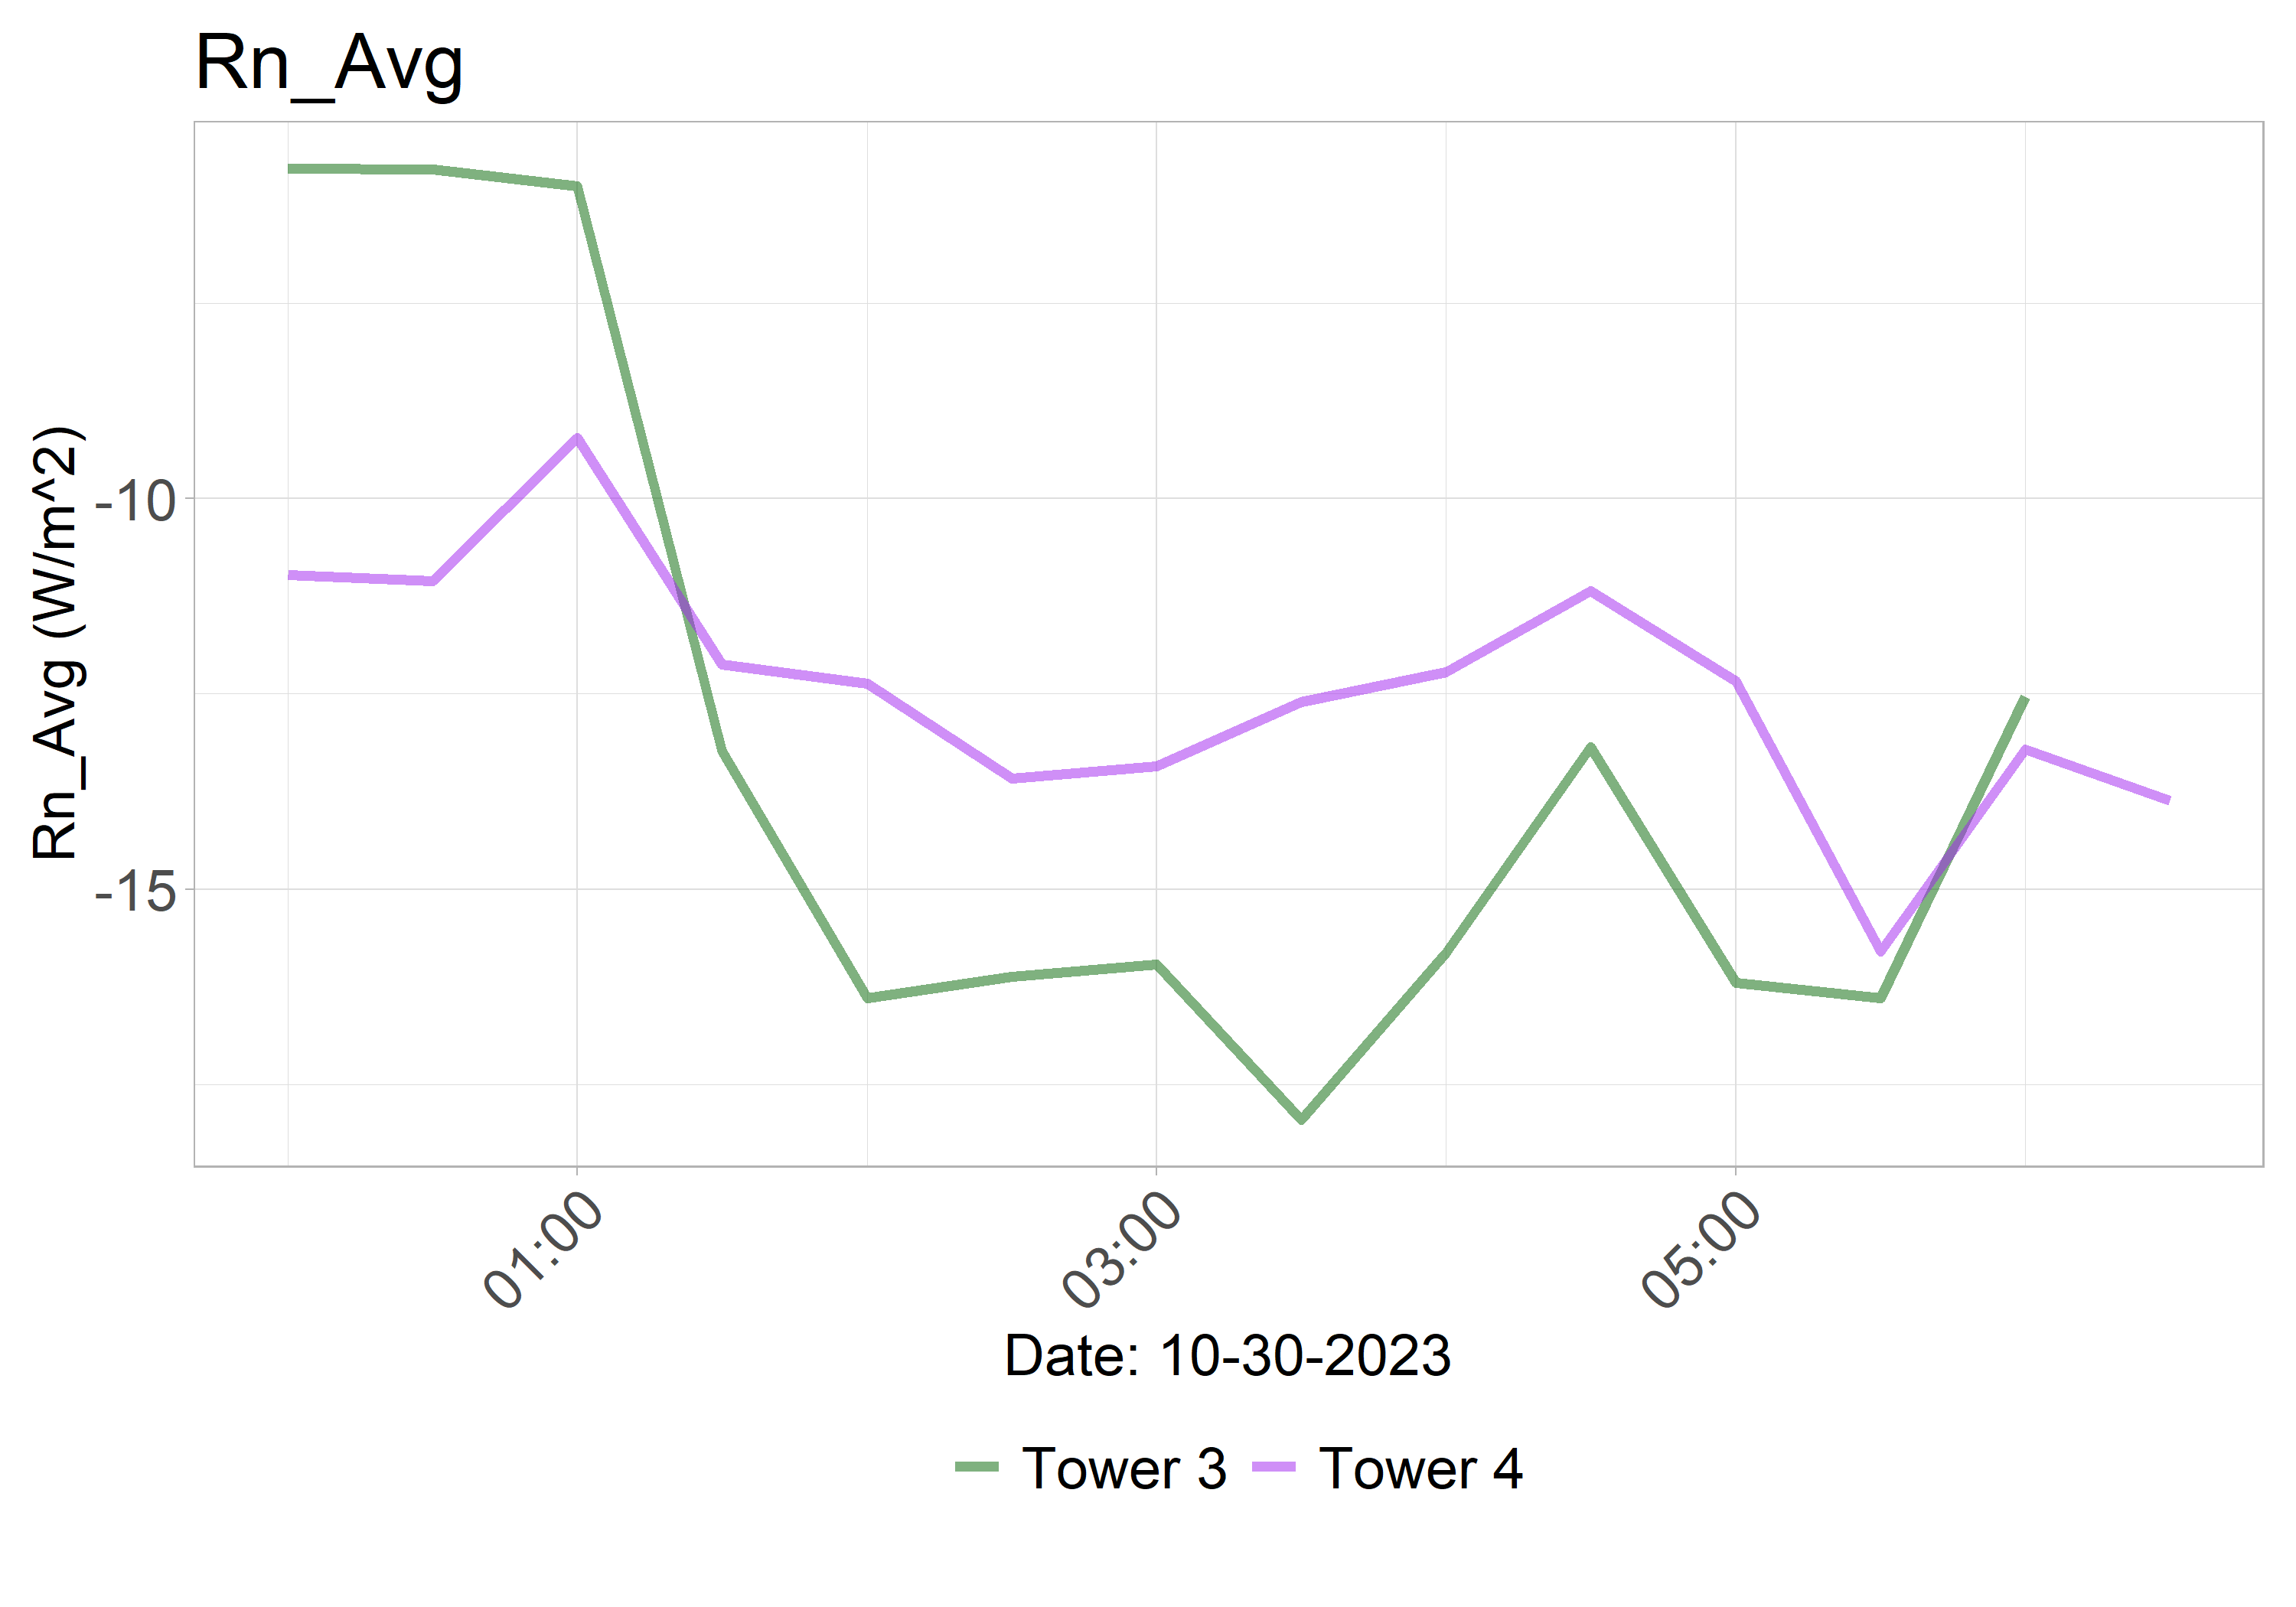 Rn_Avg
Rn_Avg (W/m^2)
-10
-15
01:00
03:00
05:00
Date: 10-30-2023
Tower 3
Tower 4